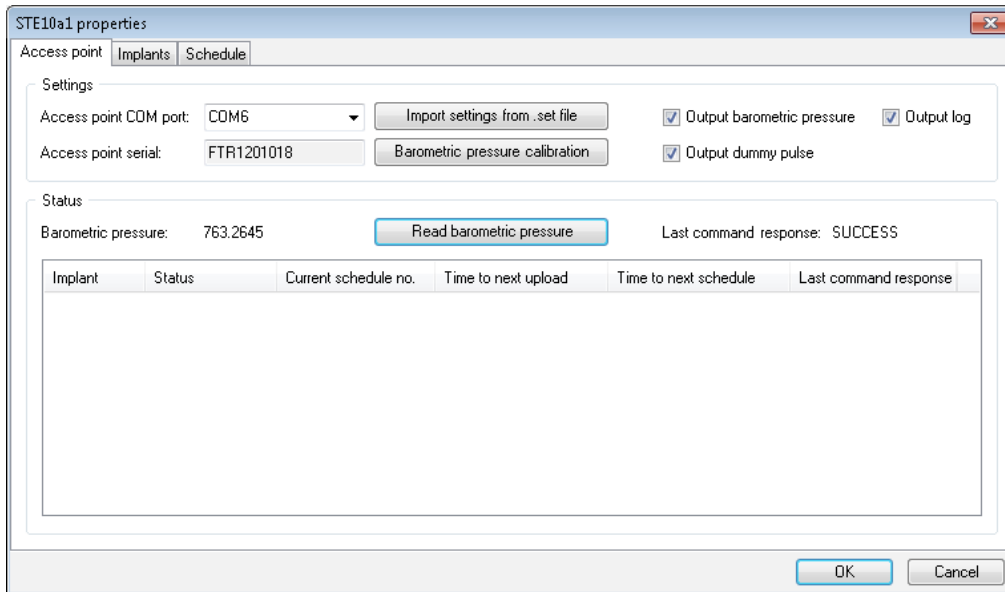 STE10a1 properties
Access point Implants Schedule
Settings
Access point COM port: COM6 Import settings from .set file Output barometric pressure Output log
Access point serial: FTR1201018 Barometric pressure calibration Output dummy pulse
Status
Barometric pressure: 763.2645 Read barometric pressure Last command response: SUCCESS
Implant Status Current schedule no. Time to next upload Time to next schedule Last command response
OK Cancel